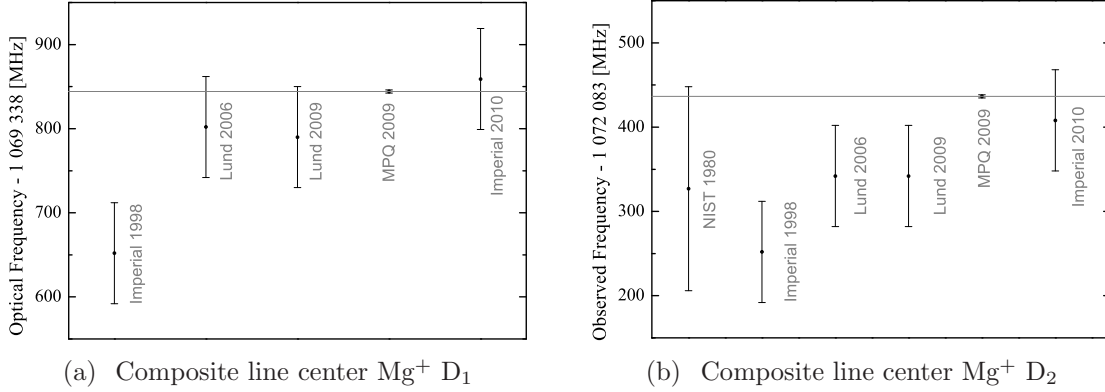 Optical Frequency - 1 069 338 [MHz]
900
800
700
600
Imperial 1998
Lund 2006
Lund 2009
MPQ 2009
Imperial 2010
(a) Composite line center Mg⁺ D₁
Observed Frequency - 1 072 083 [MHz]
500
400
300
200
NIST 1980
Imperial 1998
Lund 2006
Lund 2009
MPQ 2009
Imperial 2010
(b) Composite line center Mg⁺ D₂